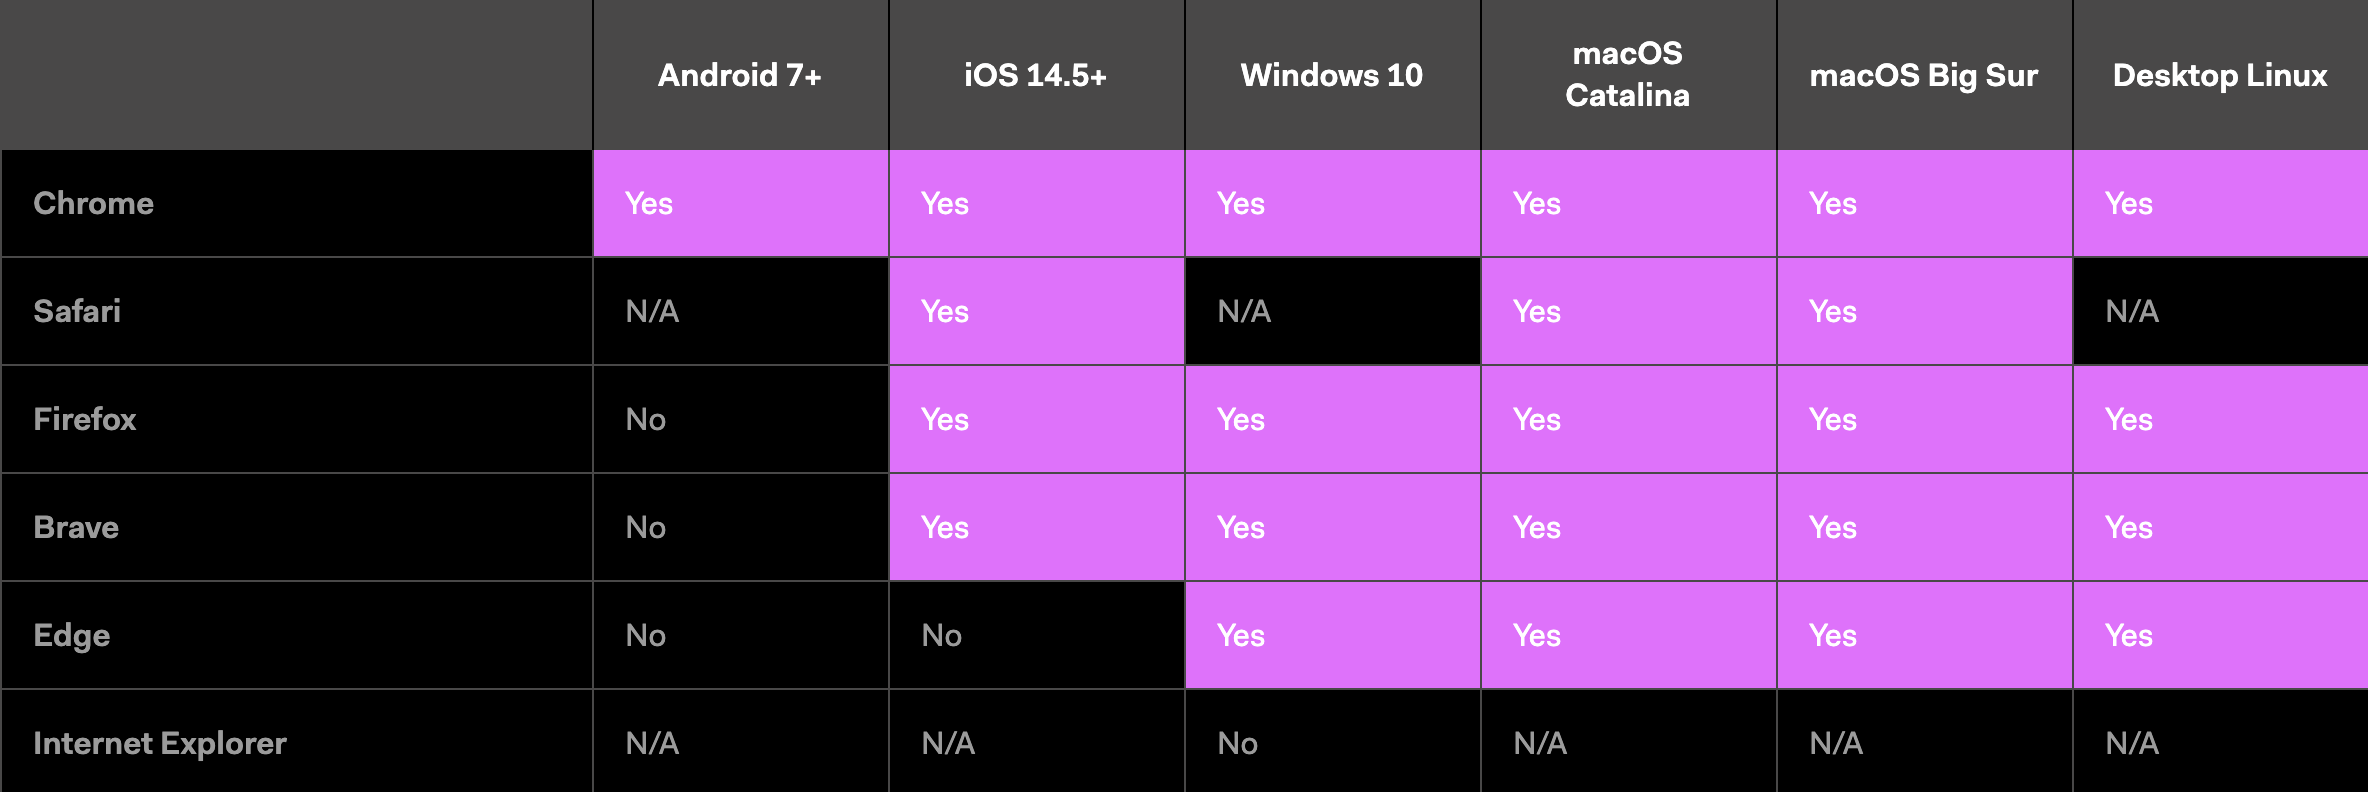 Android 7+ iOS 14.5+ Windows 10 macOS Catalina macOS Big Sur Desktop Linux
Chrome Yes Yes Yes Yes Yes Yes
Safari N/A Yes N/A Yes Yes N/A
Firefox No Yes Yes Yes Yes Yes
Brave No Yes Yes Yes Yes Yes
Edge No No Yes Yes Yes Yes
Internet Explorer N/A N/A No N/A N/A N/A